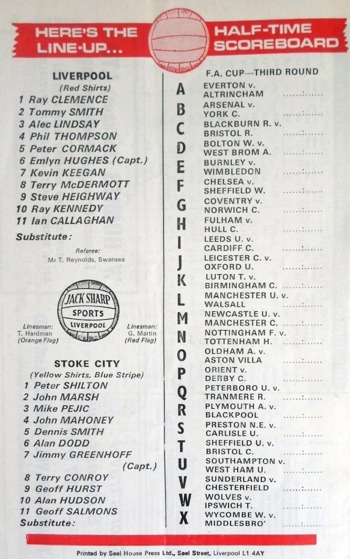 HERE'S THE
LINE-UP...
HALF-TIME
SCOREBOARD
LIVERPOOL
(Red Shirts)
1 Ray CLEMENCE
2 Tommy SMITH
3 Alec LINDSAY
4 Phil THOMPSON
5 Peter CORMACK
6 Emlyn HUGHES (Capt.)
7 Kevin KEEGAN
8 Terry McDERMOTT
9 Steve HEIGHWAY
10 Ray KENNEDY
11 Ian CALLAGHAN
Substitute:
Referee:
Mr T. Reynolds, Swansea
JACK SHARP
SPORTS
LIVERPOOL
Linesman:
T. Hardman
(Orange Flag)
Linesman:
G. Martin
(Red Flag)
STOKE CITY
(Yellow Shirts, Blue Stripe)
1 Peter SHILTON
2 John MARSH
3 Mike PEJIC
4 John MAHONEY
5 Dennis SMITH
6 Alan DODD
7 Jimmy GREENHOFF
(Capt.)
8 Terry CONROY
9 Geoff HURST
10 Alan HUDSON
11 Geoff SALMONS
Substitute:
F.A. CUP—THIRD ROUND
A EVERTON v.
ALTRINCHAM
B ARSENAL v.
YORK C.
C BLACKBURN R. v.
BRISTOL R.
D BOLTON W. v.
WEST BROM A.
E BURNLEY v.
WIMBLEDON
F CHELSEA v.
SHEFFIELD W.
G COVENTRY v.
NORWICH C.
H FULHAM v.
HULL C.
I LEEDS U. v.
CARDIFF C.
J LEICESTER C. v.
OXFORD U.
K LUTON T. v.
BIRMINGHAM C.
L MANCHESTER U. v.
WALSALL
M NEWCASTLE U. v.
MANCHESTER C.
N NOTTINGHAM F. v.
TOTTENHAM H.
O OLDHAM A. v.
ASTON VILLA
P ORIENT v.
DERBY C.
Q PETERBORO U. v.
TRANMERE R.
R PLYMOUTH A. v.
BLACKPOOL
S PRESTON N.E. v.
CARLISLE U.
T SHEFFIELD U. v.
BRISTOL C.
U SOUTHAMPTON v.
WEST HAM U.
V SUNDERLAND v.
CHESTERFIELD
W WOLVES v.
IPSWICH T.
X WYCOMBE W. v.
MIDDLESBRO'
Printed by Seel House Press Ltd., Seel Street, Liverpool L1 4AY